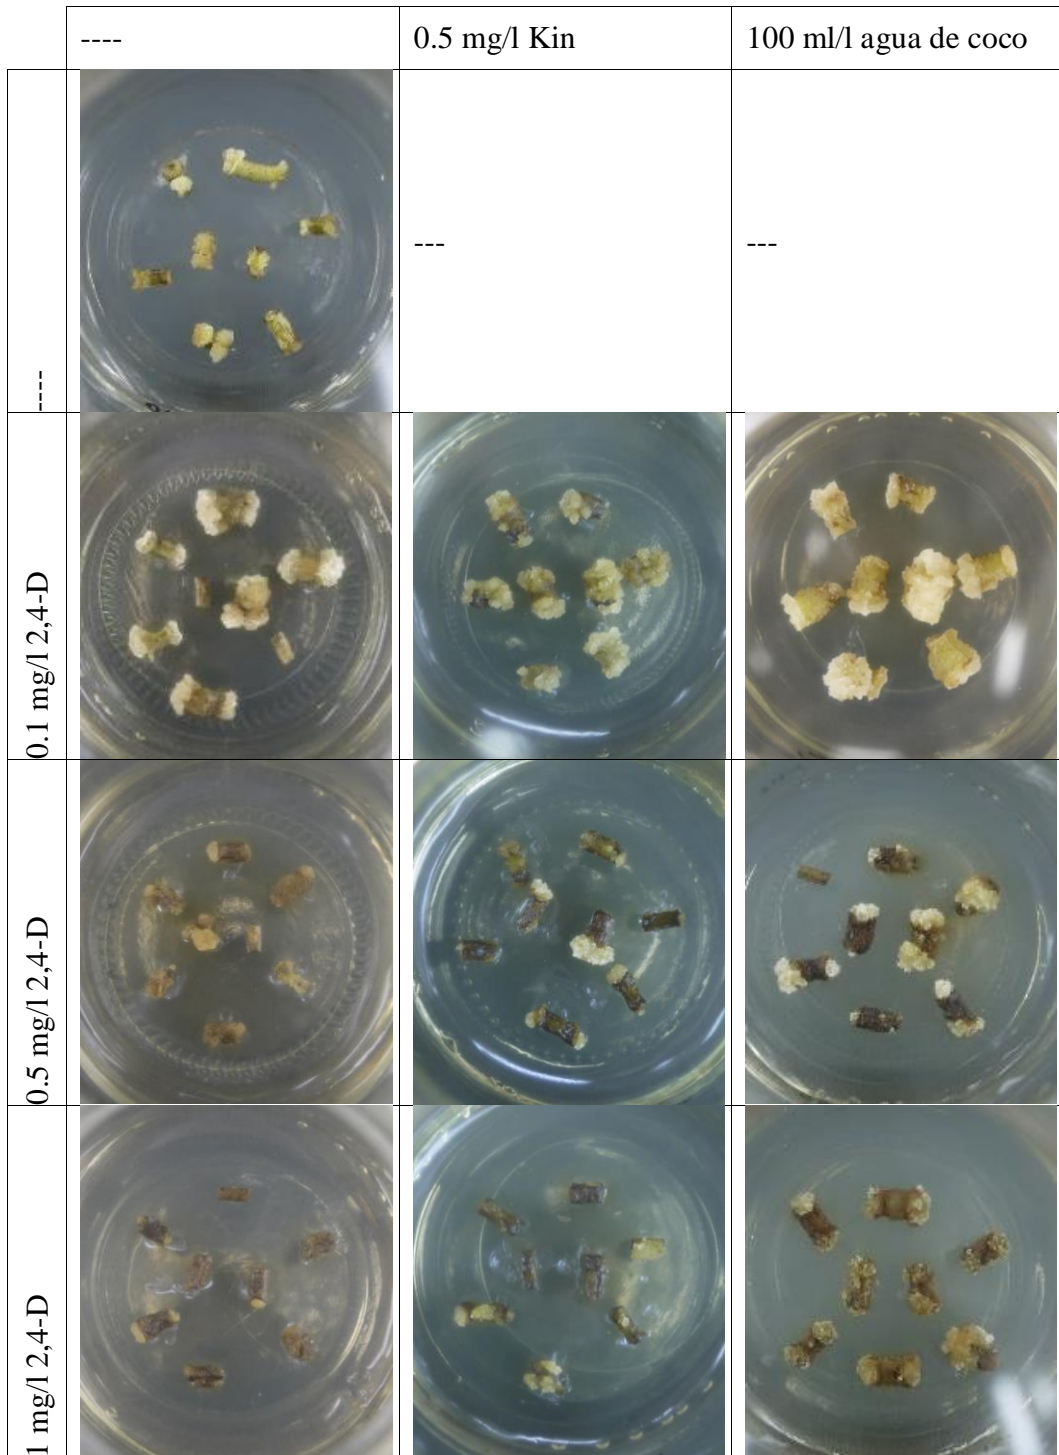 ----
0.5 mg/l Kin
100 ml/l agua de coco
----
---
---
0.1 mg/l 2,4-D
0.5 mg/l 2,4-D
1 mg/l 2,4-D